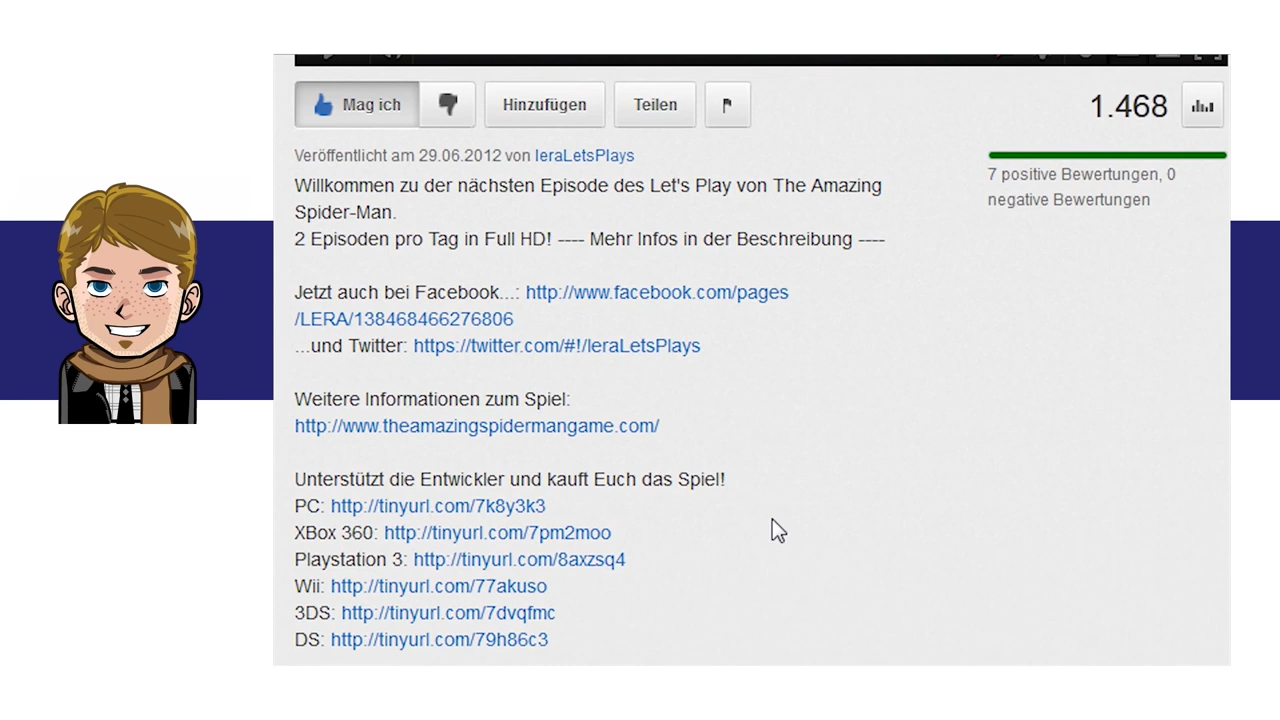 Mag ich
Hinzufügen
Teilen
1.468
Veröffentlicht am 29.06.2012 von leraLetsPlays
7 positive Bewertungen, 0
negative Bewertungen
Willkommen zu der nächsten Episode des Let's Play von The Amazing
Spider-Man.
2 Episoden pro Tag in Full HD! ---- Mehr Infos in der Beschreibung ----
Jetzt auch bei Facebook...: http://www.facebook.com/pages
/LERA/138468466276806
...und Twitter: https://twitter.com/#!/leraLetsPlays
Weitere Informationen zum Spiel:
http://www.theamazingspidermangame.com/
Unterstützt die Entwickler und kauft Euch das Spiel!
PC: http://tinyurl.com/7k8y3k3
XBox 360: http://tinyurl.com/7pm2moo
Playstation 3: http://tinyurl.com/8axzsq4
Wii: http://tinyurl.com/77akuso
3DS: http://tinyurl.com/7dvqfmc
DS: http://tinyurl.com/79h86c3